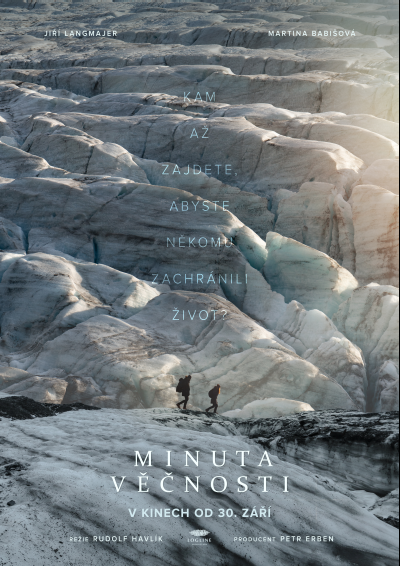 JIŘÍ LANGMAJER
MARTINA BABIŠOVÁ
KAM
AŽ
ZAJDETE,
ABYSTE
NĚKOMU
ZACHRÁNILI
ŽIVOT?
MINUTA
VĚČNOSTI
V KINECH OD 30. ZÁŘÍ
REŽIE RUDOLF HAVLÍK
LOGLINE
PRODUCENT PETR ERBEN